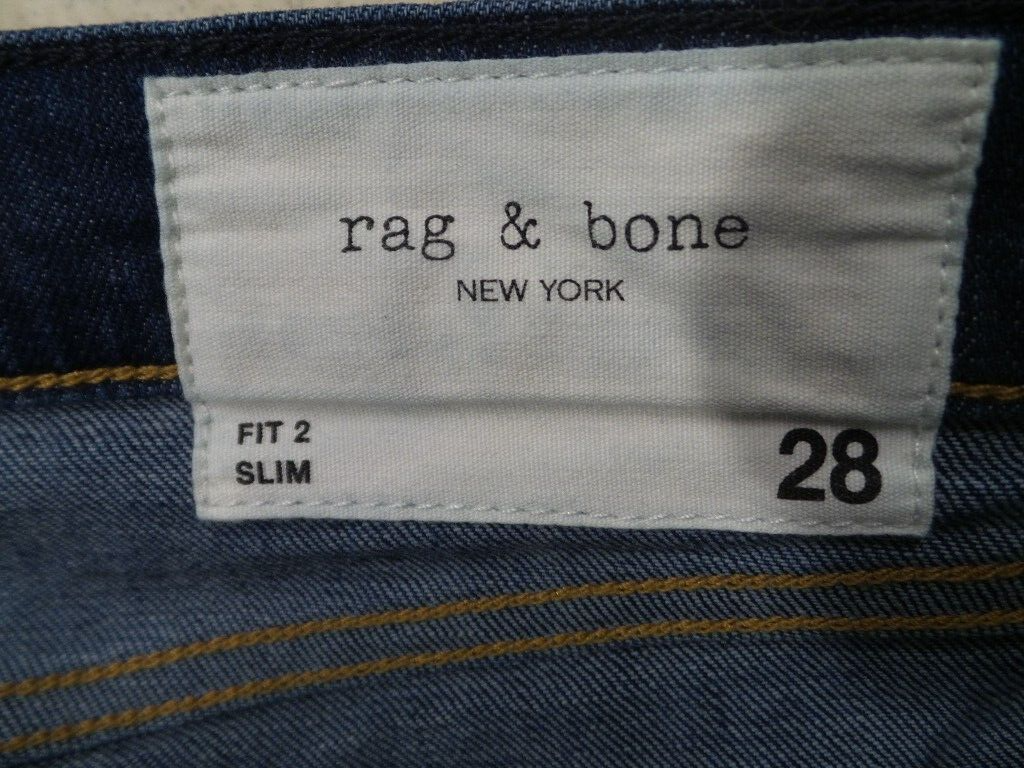 rag & bone
NEW YORK
FIT 2
SLIM
28